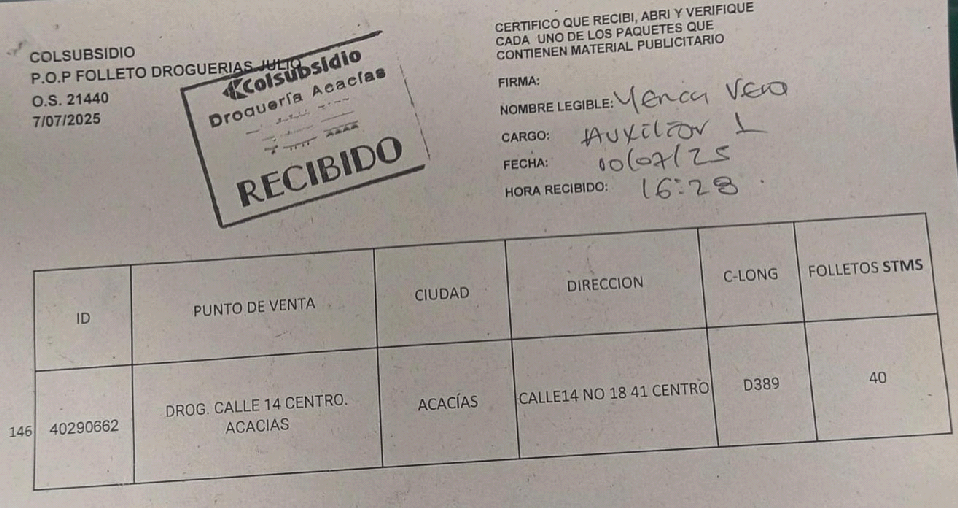 COLSUBSIDIO
P.O.P FOLLETO DROGUERIAS JULIO
O.S. 21440
7/07/2025
Colsubsidio
Droguería Acacías
RECIBIDO
CERTIFICO QUE RECIBI, ABRI Y VERIFIQUE
CADA UNO DE LOS PAQUETES QUE
CONTIENEN MATERIAL PUBLICITARIO
FIRMA:
NOMBRE LEGIBLE:
CARGO: Auxiliar 1
FECHA: 10/07/25
HORA RECIBIDO: 16:28
ID
PUNTO DE VENTA
CIUDAD
DIRECCION
C-LONG
FOLLETOS STMS
146
40290662
DROG. CALLE 14 CENTRO.
ACACIAS
ACACÍAS
CALLE14 NO 18 41 CENTRO
D389
40